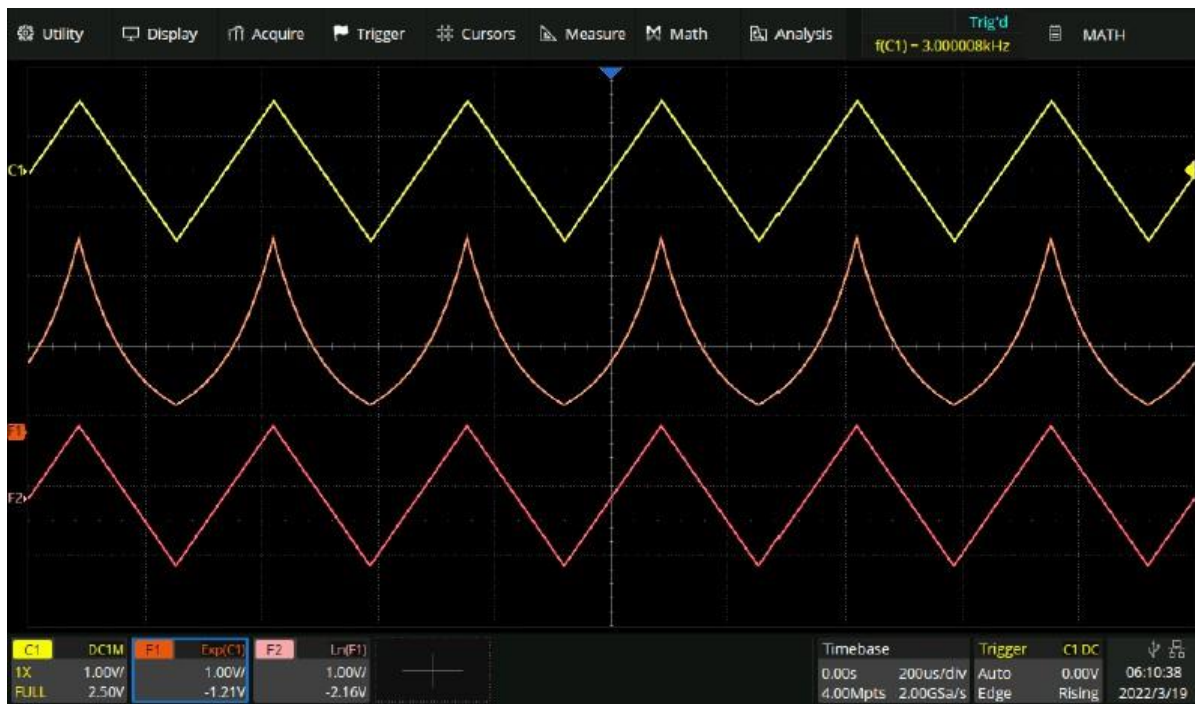 Utility Display Acquire Trigger Cursors Measure Math Analysis Trig'd MATH
f(C1) = 3.000008kHz
C1
F1
F2
C1 DC1M F1 Exp(C1) F2 Ln(F1) Timebase Trigger C1 DC
1X 1.00V/ 1.00V/ 1.00V/ 0.00s 200us/div Auto 0.00V 06:10:38
FULL 2.50V -1.21V -2.16V 4.00Mpts 2.00GSa/s Edge Rising 2022/3/19